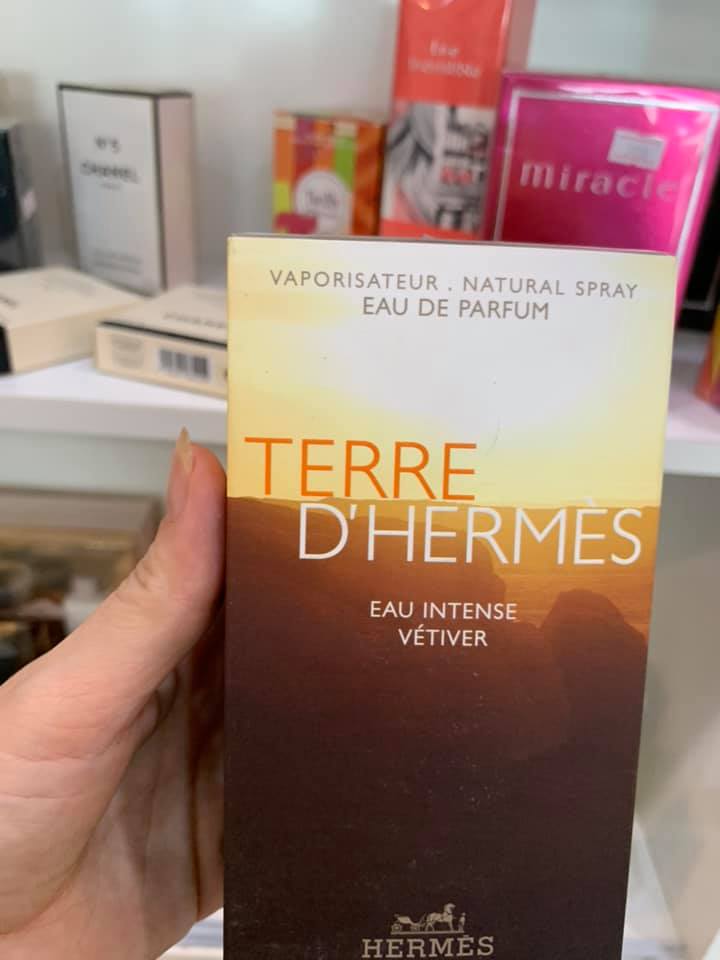 N°5
CHANEL
miracle
VAPORISATEUR . NATURAL SPRAY
EAU DE PARFUM
TERRE
D'HERMÈS
EAU INTENSE
VÉTIVER
HERMÈS